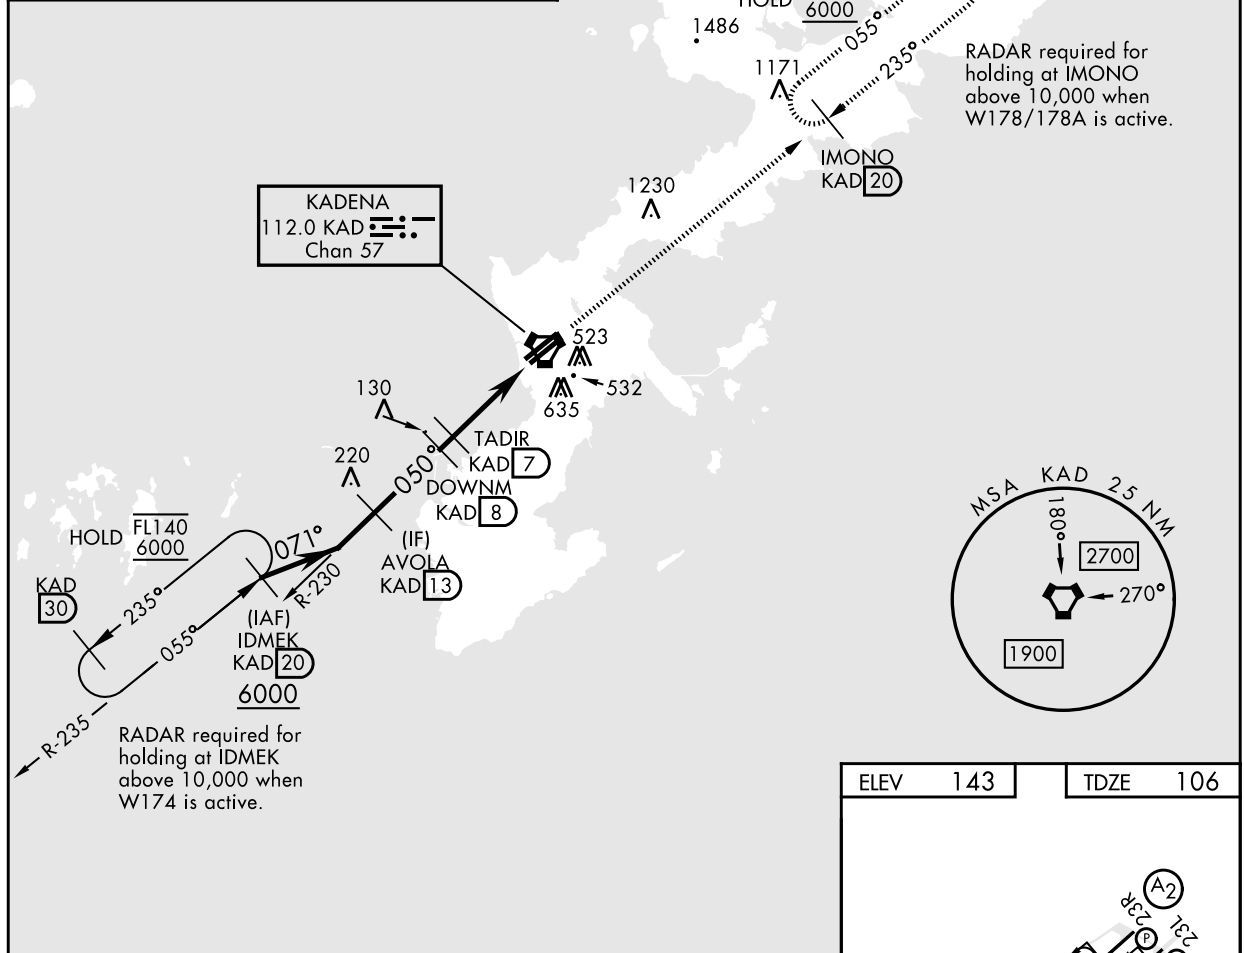 HOLD
6000
1486
055°
235°
1171
RADAR required for
holding at IMONO
above 10,000 when
W178/178A is active.
IMONO
KAD 20
1230
KADENA
112.0 KAD
Chan 57
523
532
635
130
TADIR
KAD 7
220
050°
DOWNM
KAD 8
HOLD FL140
6000
071°
(IF)
AVOLA
KAD 13
R-230
KAD
30
235°
055°
(IAF)
IDMEK
KAD 20
6000
R-235
RADAR required for
holding at IDMEK
above 10,000 when
W174 is active.
MSA KAD 25 NM
180°
2700
270°
1900
ELEV 143
TDZE 106
A2
23R
23L
P